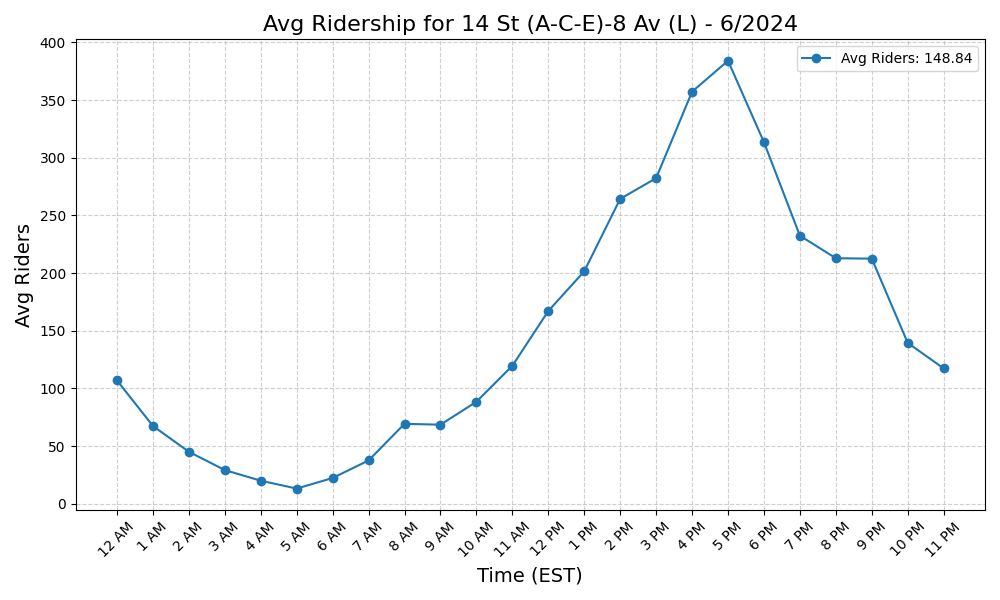 Avg Ridership for 14 St (A-C-E)-8 Av (L) - 6/2024
Avg Riders: 148.84
Avg Riders
400
350
300
250
200
150
100
50
0
12 AM
1 AM
2 AM
3 AM
4 AM
5 AM
6 AM
7 AM
8 AM
9 AM
10 AM
11 AM
12 PM
1 PM
2 PM
3 PM
4 PM
5 PM
6 PM
7 PM
8 PM
9 PM
10 PM
11 PM
Time (EST)